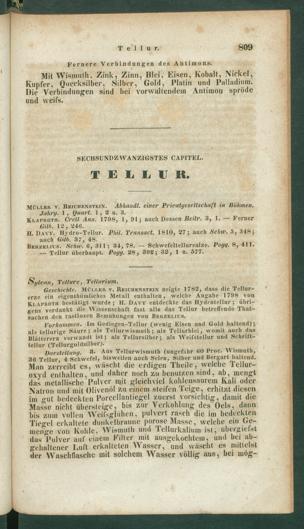 Tellur. 809
Fernere Verbindungen des Antimons.
Mit Wismuth, Zink, Zinn, Blei, Eisen, Kobalt, Nickel,
Kupfer, Quecksilber, Silber, Gold, Platin und Palladium.
Die Verbindungen sind bei vorwaltendem Antimon spröde
und weiß.
SECHSUNDZWANZIGSTES CAPITEL.
TELLUR.
MÜLLER V. REICHENSTEIN. Abhandl. einer Privatgesellschaft in Böhmen.
Jahrg. 1, Quart. 1, 2 u. 3.
KLAPROTH. Crell Ann. 1798, 1, 91; auch Dessen Beitr. 3, 1. — Ferner
Gilb. 12, 246.
H. DAVY. Hydro-Tellur. Phil. Transact. 1810, 27; auch Schw. 5, 348;
auch Gilb. 37, 48.
BERZELIUS. Schw. 6, 311; 34, 78. — Schwefeltellursalze. Pogg. 8, 411.
— Tellur überhaupt. Pogg. 28, 392; 32, 1 u. 577.
Sylvan, Tellure, Tellurium.
Geschichte. MÜLLER V. REICHENSTEIN zeigte 1782, dass die Tellur-
erze ein eigenthümliches Metall enthalten, welche Angabe 1798 von
KLAPROTH bestätigt wurde; H. DAVY entdeckte das Hydrotellur; übri-
gens verdankt die Wissenschaft fast alle das Tellur betreffende That-
sachen den rastlosen Bemühungen von BERZELIUS.
Vorkommen. In Gediegen-Tellur (wenig Eisen und Gold haltend);
als tellurige Säure; als Tellurwismuth; als Tellurblei, womit auch das
Blättererz verwandt ist; als Tellursilber; als Weißtellur und Schrift-
tellur (Tellurgoldsilber).
Darstellung. Aus Tellurwismuth (ungefähr 60 Proc. Wismuth,
36 Tellur, 4 Schwefel, bisweilen auch Selen, Silber und Bergart haltend).
Man zerreibt es, wäscht die erdigen Theile, welche Tellur-
oxyd enthalten, und daher noch zu benutzen sind, ab, mengt
das metallische Pulver mit gleichviel kohlensaurem Kali oder
Natron und mit Olivenöl zu einem steifen Teige, erhitzt diesen
im gut bedeckten Porcellantiegel zuerst vorsichtig, damit die
Masse nicht übersteige, bis zur Verkohlung des Oels, dann
bis zum vollen Weißglühen, pulvert rasch die im bedeckten
Tiegel erkaltete dunkelbraune porose Masse, welche ein Ge-
menge von Kohle, Wismuth und Tellurkalium ist, übergießt
das Pulver auf einem Filter mit ausgekochtem, und bei ab-
gehaltener Luft erkaltetem Wasser, und wäscht es mittelst
der Waschflasche mit solchem Wasser völlig aus, bei mög-